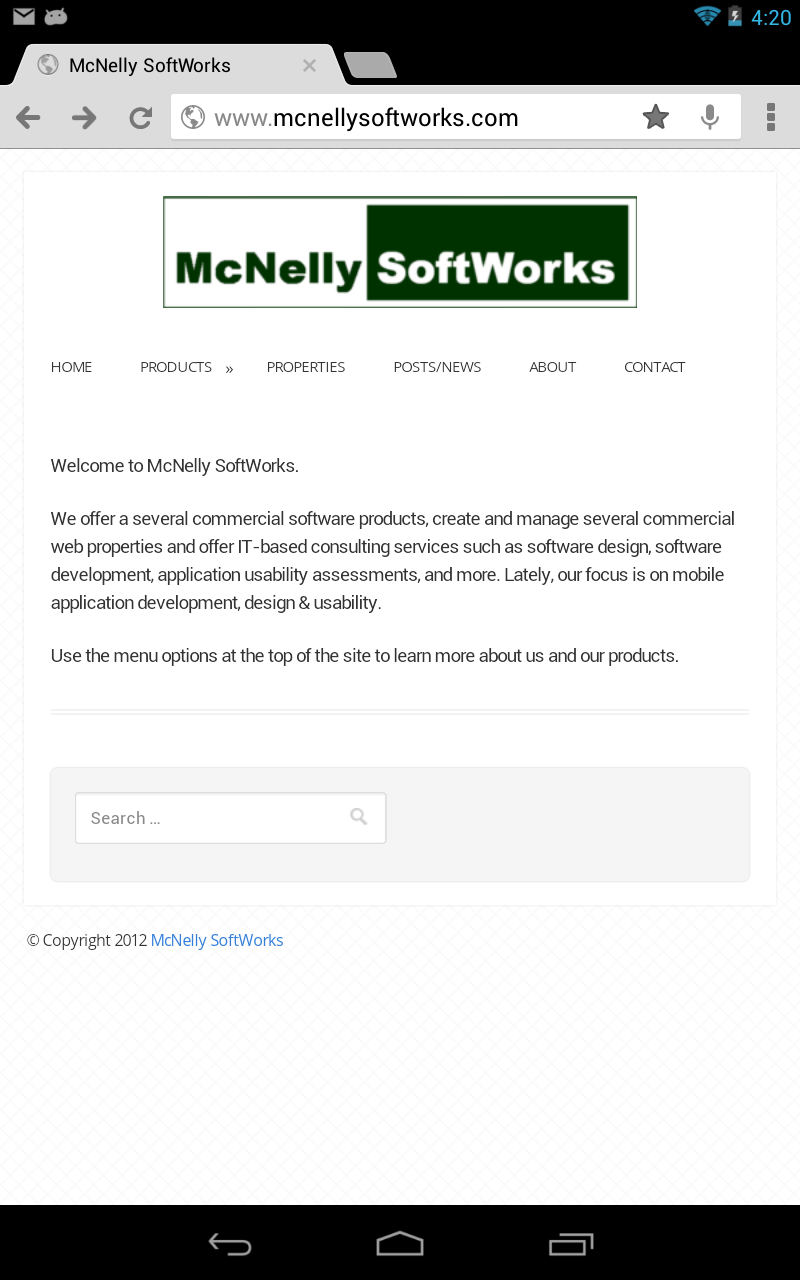 4:20
McNelly SoftWorks
www.mcnellysoftworks.com
McNelly SoftWorks
HOME PRODUCTS » PROPERTIES POSTS/NEWS ABOUT CONTACT
Welcome to McNelly SoftWorks.
We offer a several commercial software products, create and manage several commercial
web properties and offer IT-based consulting services such as software design, software
development, application usability assessments, and more. Lately, our focus is on mobile
application development, design & usability.
Use the menu options at the top of the site to learn more about us and our products.
Search ...
© Copyright 2012 McNelly SoftWorks